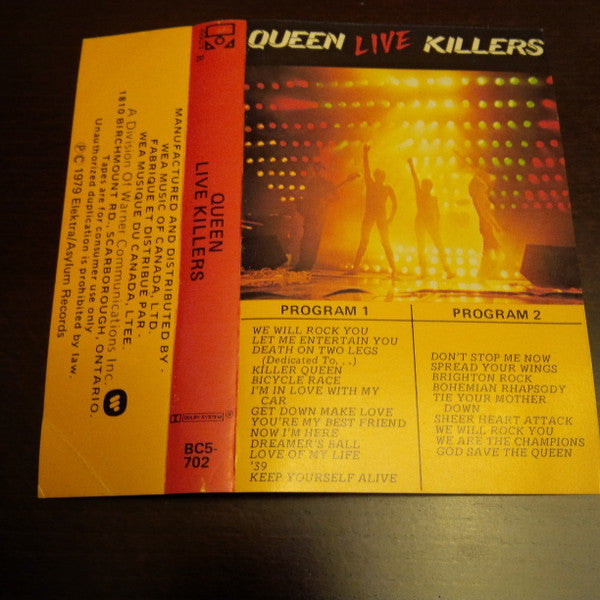 QUEEN LIVE KILLERS
PROGRAM 1
WE WILL ROCK YOU
LET ME ENTERTAIN YOU
DEATH ON TWO LEGS
(Dedicated To....)
KILLER QUEEN
BICYCLE RACE
I'M IN LOVE WITH MY
CAR
GET DOWN MAKE LOVE
YOU'RE MY BEST FRIEND
NOW I'M HERE
DREAMER'S BALL
LOVE OF MY LIFE
'39
KEEP YOURSELF ALIVE
PROGRAM 2
DON'T STOP ME NOW
SPREAD YOUR WINGS
BRIGHTON ROCK
BOHEMIAN RHAPSODY
TIE YOUR MOTHER
DOWN
SHEER HEART ATTACK
WE WILL ROCK YOU
WE ARE THE CHAMPIONS
GOD SAVE THE QUEEN
QUEEN
LIVE KILLERS
DOLBY SYSTEM
BC5-
702
MANUFACTURED AND DISTRIBUTED BY.
WEA MUSIC OF CANADA, LTD.
FABRIQUE ET DISTRIBUE PAR.
WEA MUSIQUE DU CANADA, LTEE.
A Division Of Warner Communications Inc.
1810 BIRCHMOUNT RD., SCARBOROUGH, ONTARIO.
Tapes are for consumer use only
Unauthorized duplication is prohibited by law.
℗ © 1979 Elektra/Asylum Records